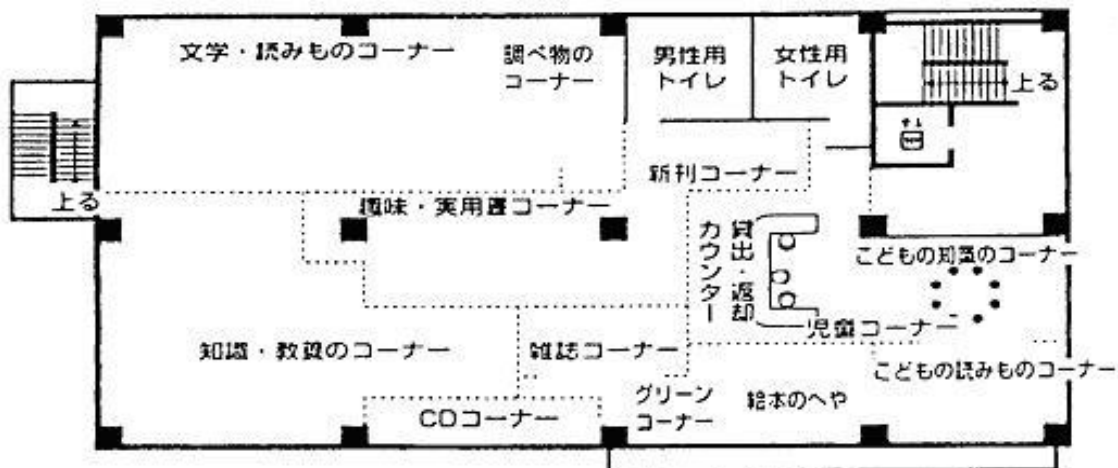 文学・読みものコーナー
調べ物の
コーナー
男性用
トイレ
女性用
トイレ
上る
新刊コーナー
上る
趣味・実用書コーナー
貸出・返却
カウンター
こどもの知識のコーナー
児童コーナー
知識・教養のコーナー
雑誌コーナー
こどもの読みものコーナー
グリーン
コーナー
絵本のへや
CDコーナー